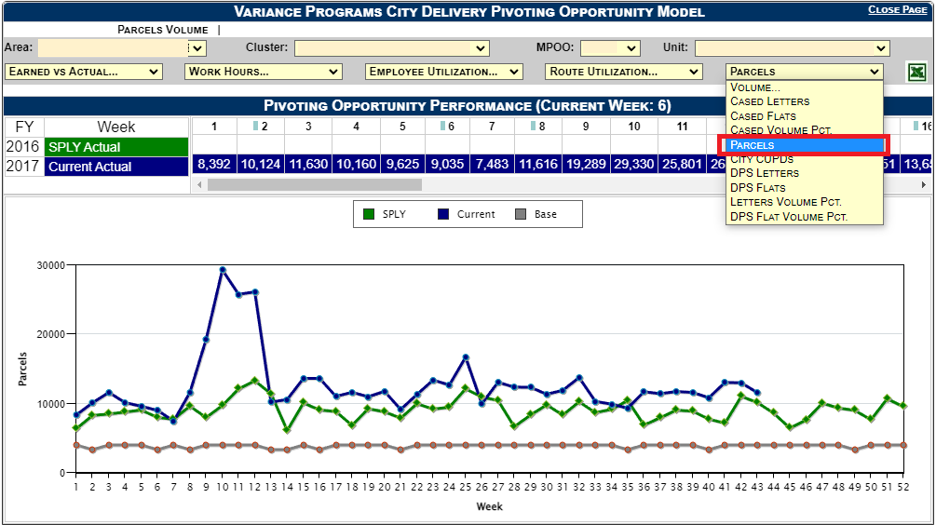 Variance Programs City Delivery Pivoting Opportunity Model
Close Page
Parcels Volume |
Area: Cluster: MPOO: Unit:
Earned vs Actual... Work Hours... Employee Utilization... Route Utilization... Parcels
Volume...
Cased Letters
Cased Flats
Cased Volume Pct.
Parcels
City CUPDs
DPS Letters
DPS Flats
Letters Volume Pct.
DPS Flat Volume Pct.
Pivoting Opportunity Performance (Current Week: 6)
FY Week 1 2 3 4 5 6 7 8 9 10 11 16
2016 SPLY Actual
2017 Current Actual 8,392 10,124 11,630 10,160 9,625 9,035 7,483 11,616 19,289 29,330 25,801 26 51 13,6
SPLY Current Base
30000
20000
10000
0
Parcels
1 2 3 4 5 6 7 8 9 10 11 12 13 14 15 16 17 18 19 20 21 22 23 24 25 26 27 28 29 30 31 32 33 34 35 36 37 38 39 40 41 42 43 44 45 46 47 48 49 50 51 52
Week